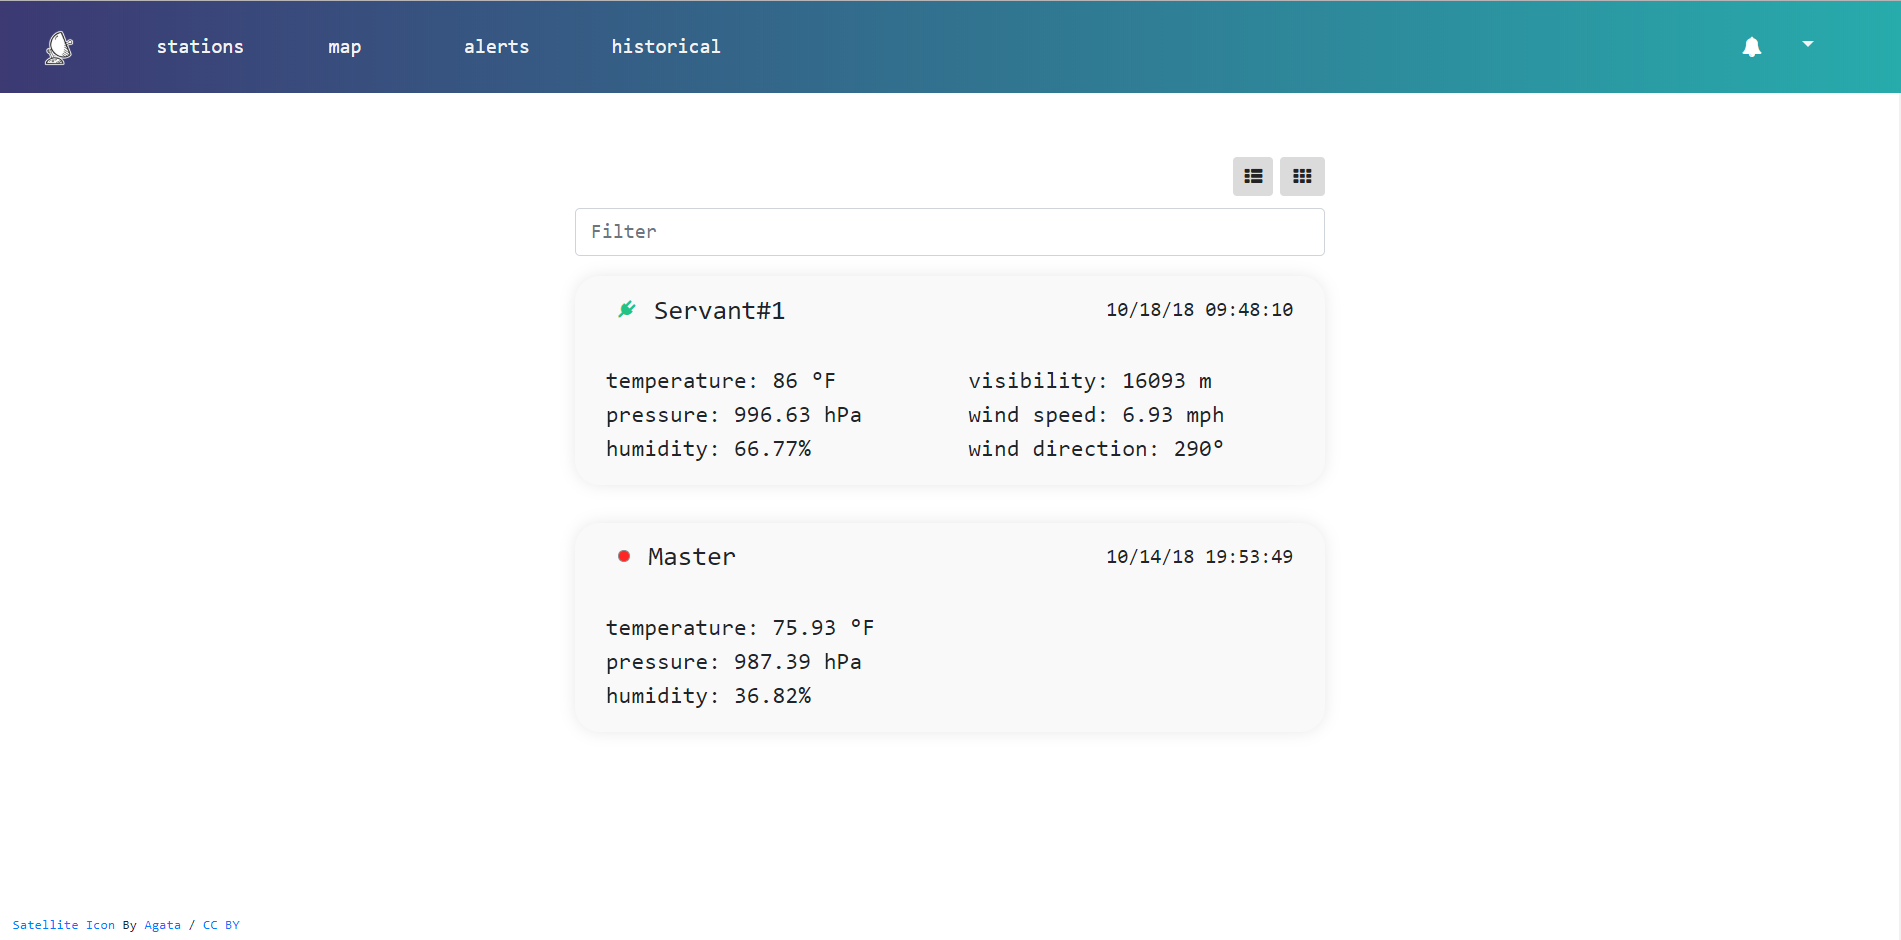 stations map alerts historical
Filter
Servant#1 10/18/18 09:48:10
temperature: 86 °F visibility: 16093 m
pressure: 996.63 hPa wind speed: 6.93 mph
humidity: 66.77% wind direction: 290°
Master 10/14/18 19:53:49
temperature: 75.93 °F
pressure: 987.39 hPa
humidity: 36.82%
Satellite Icon By Agata / CC BY